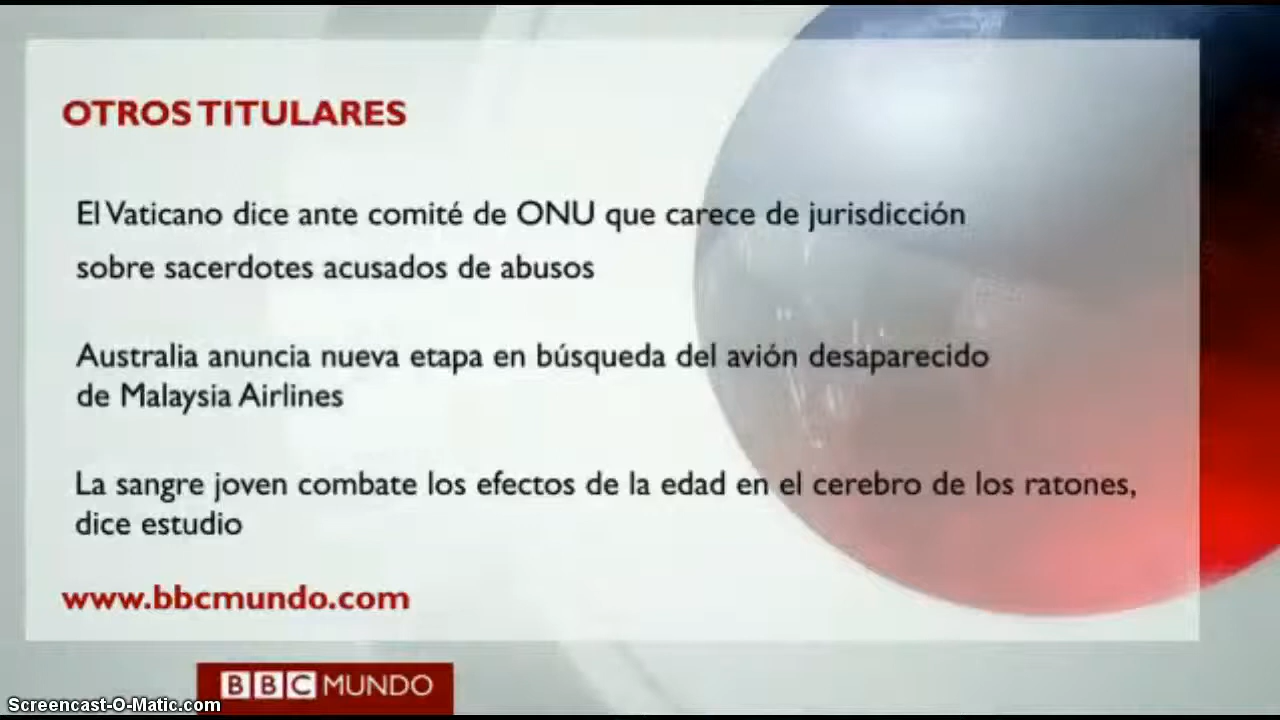 OTROS TITULARES
El Vaticano dice ante comité de ONU que carece de jurisdicción
sobre sacerdotes acusados de abusos
Australia anuncia nueva etapa en búsqueda del avión desaparecido
de Malaysia Airlines
La sangre joven combate los efectos de la edad en el cerebro de los ratones,
dice estudio
www.bbcmundo.com
BBC MUNDO
Screencast-O-Matic.com